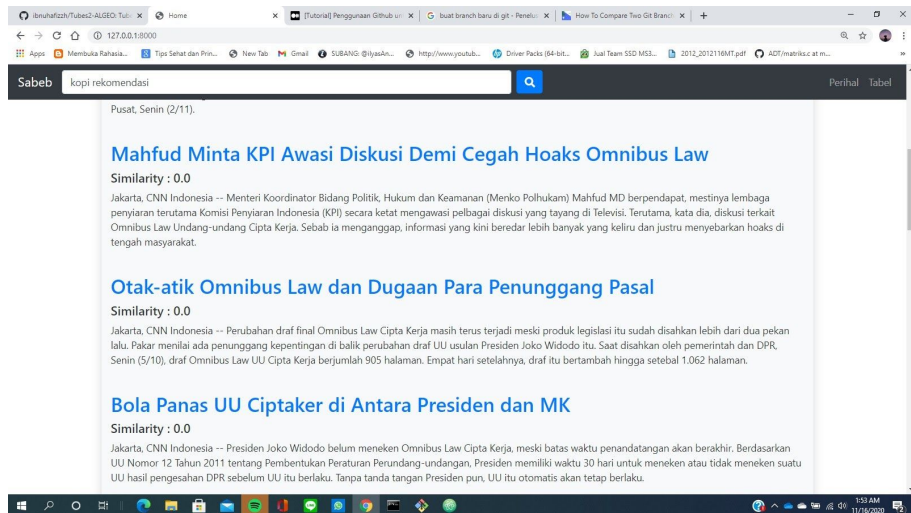 ibnuhafizzh/Tubes2-ALGEO: Tub
Home
[Tutorial] Penggunaan Github un
buat branch baru di git - Penelus
How To Compare Two Git Branc
127.0.0.1:8000
Apps
Membuka Rahasia...
Tips Sehat dan Prin...
New Tab
Gmail
SUBANG: @ilyasAn...
http://www.youtub...
Driver Packs (64-bit...
Jual Team SSD MS3...
2012_2012116MT.pdf
ADT/matriks.c at m...
Sabeb
kopi rekomendasi
Perihal
Tabel
Pusat, Senin (2/11).
Mahfud Minta KPI Awasi Diskusi Demi Cegah Hoaks Omnibus Law
Similarity : 0.0
Jakarta, CNN Indonesia -- Menteri Koordinator Bidang Politik, Hukum dan Keamanan (Menko Polhukam) Mahfud MD berpendapat, mestinya lembaga
penyiaran terutama Komisi Penyiaran Indonesia (KPI) secara ketat mengawasi pelbagai diskusi yang tayang di Televisi. Terutama, kata dia, diskusi terkait
Omnibus Law Undang-undang Cipta Kerja. Sebab ia menganggap, informasi yang kini beredar lebih banyak yang keliru dan justru menyebarkan hoaks di
tengah masyarakat.
Otak-atik Omnibus Law dan Dugaan Para Penunggang Pasal
Similarity : 0.0
Jakarta, CNN Indonesia -- Perubahan draf final Omnibus Law Cipta Kerja masih terus terjadi meski produk legislasi itu sudah disahkan lebih dari dua pekan
lalu. Pakar menilai ada penunggang kepentingan di balik perubahan draf UU usulan Presiden Joko Widodo itu. Saat disahkan oleh pemerintah dan DPR,
Senin (5/10), draf Omnibus Law UU Cipta Kerja berjumlah 905 halaman. Empat hari setelahnya, draf itu bertambah hingga setebal 1.062 halaman.
Bola Panas UU Ciptaker di Antara Presiden dan MK
Similarity : 0.0
Jakarta, CNN Indonesia -- Presiden Joko Widodo belum meneken Omnibus Law Cipta Kerja, meski batas waktu penandatangan akan berakhir. Berdasarkan
UU Nomor 12 Tahun 2011 tentang Pembentukan Peraturan Perundang-undangan, Presiden memiliki waktu 30 hari untuk meneken atau tidak meneken suatu
UU hasil pengesahan DPR sebelum UU itu berlaku. Tanpa tanda tangan Presiden pun, UU itu otomatis akan tetap berlaku.
1:53 AM
11/16/2020